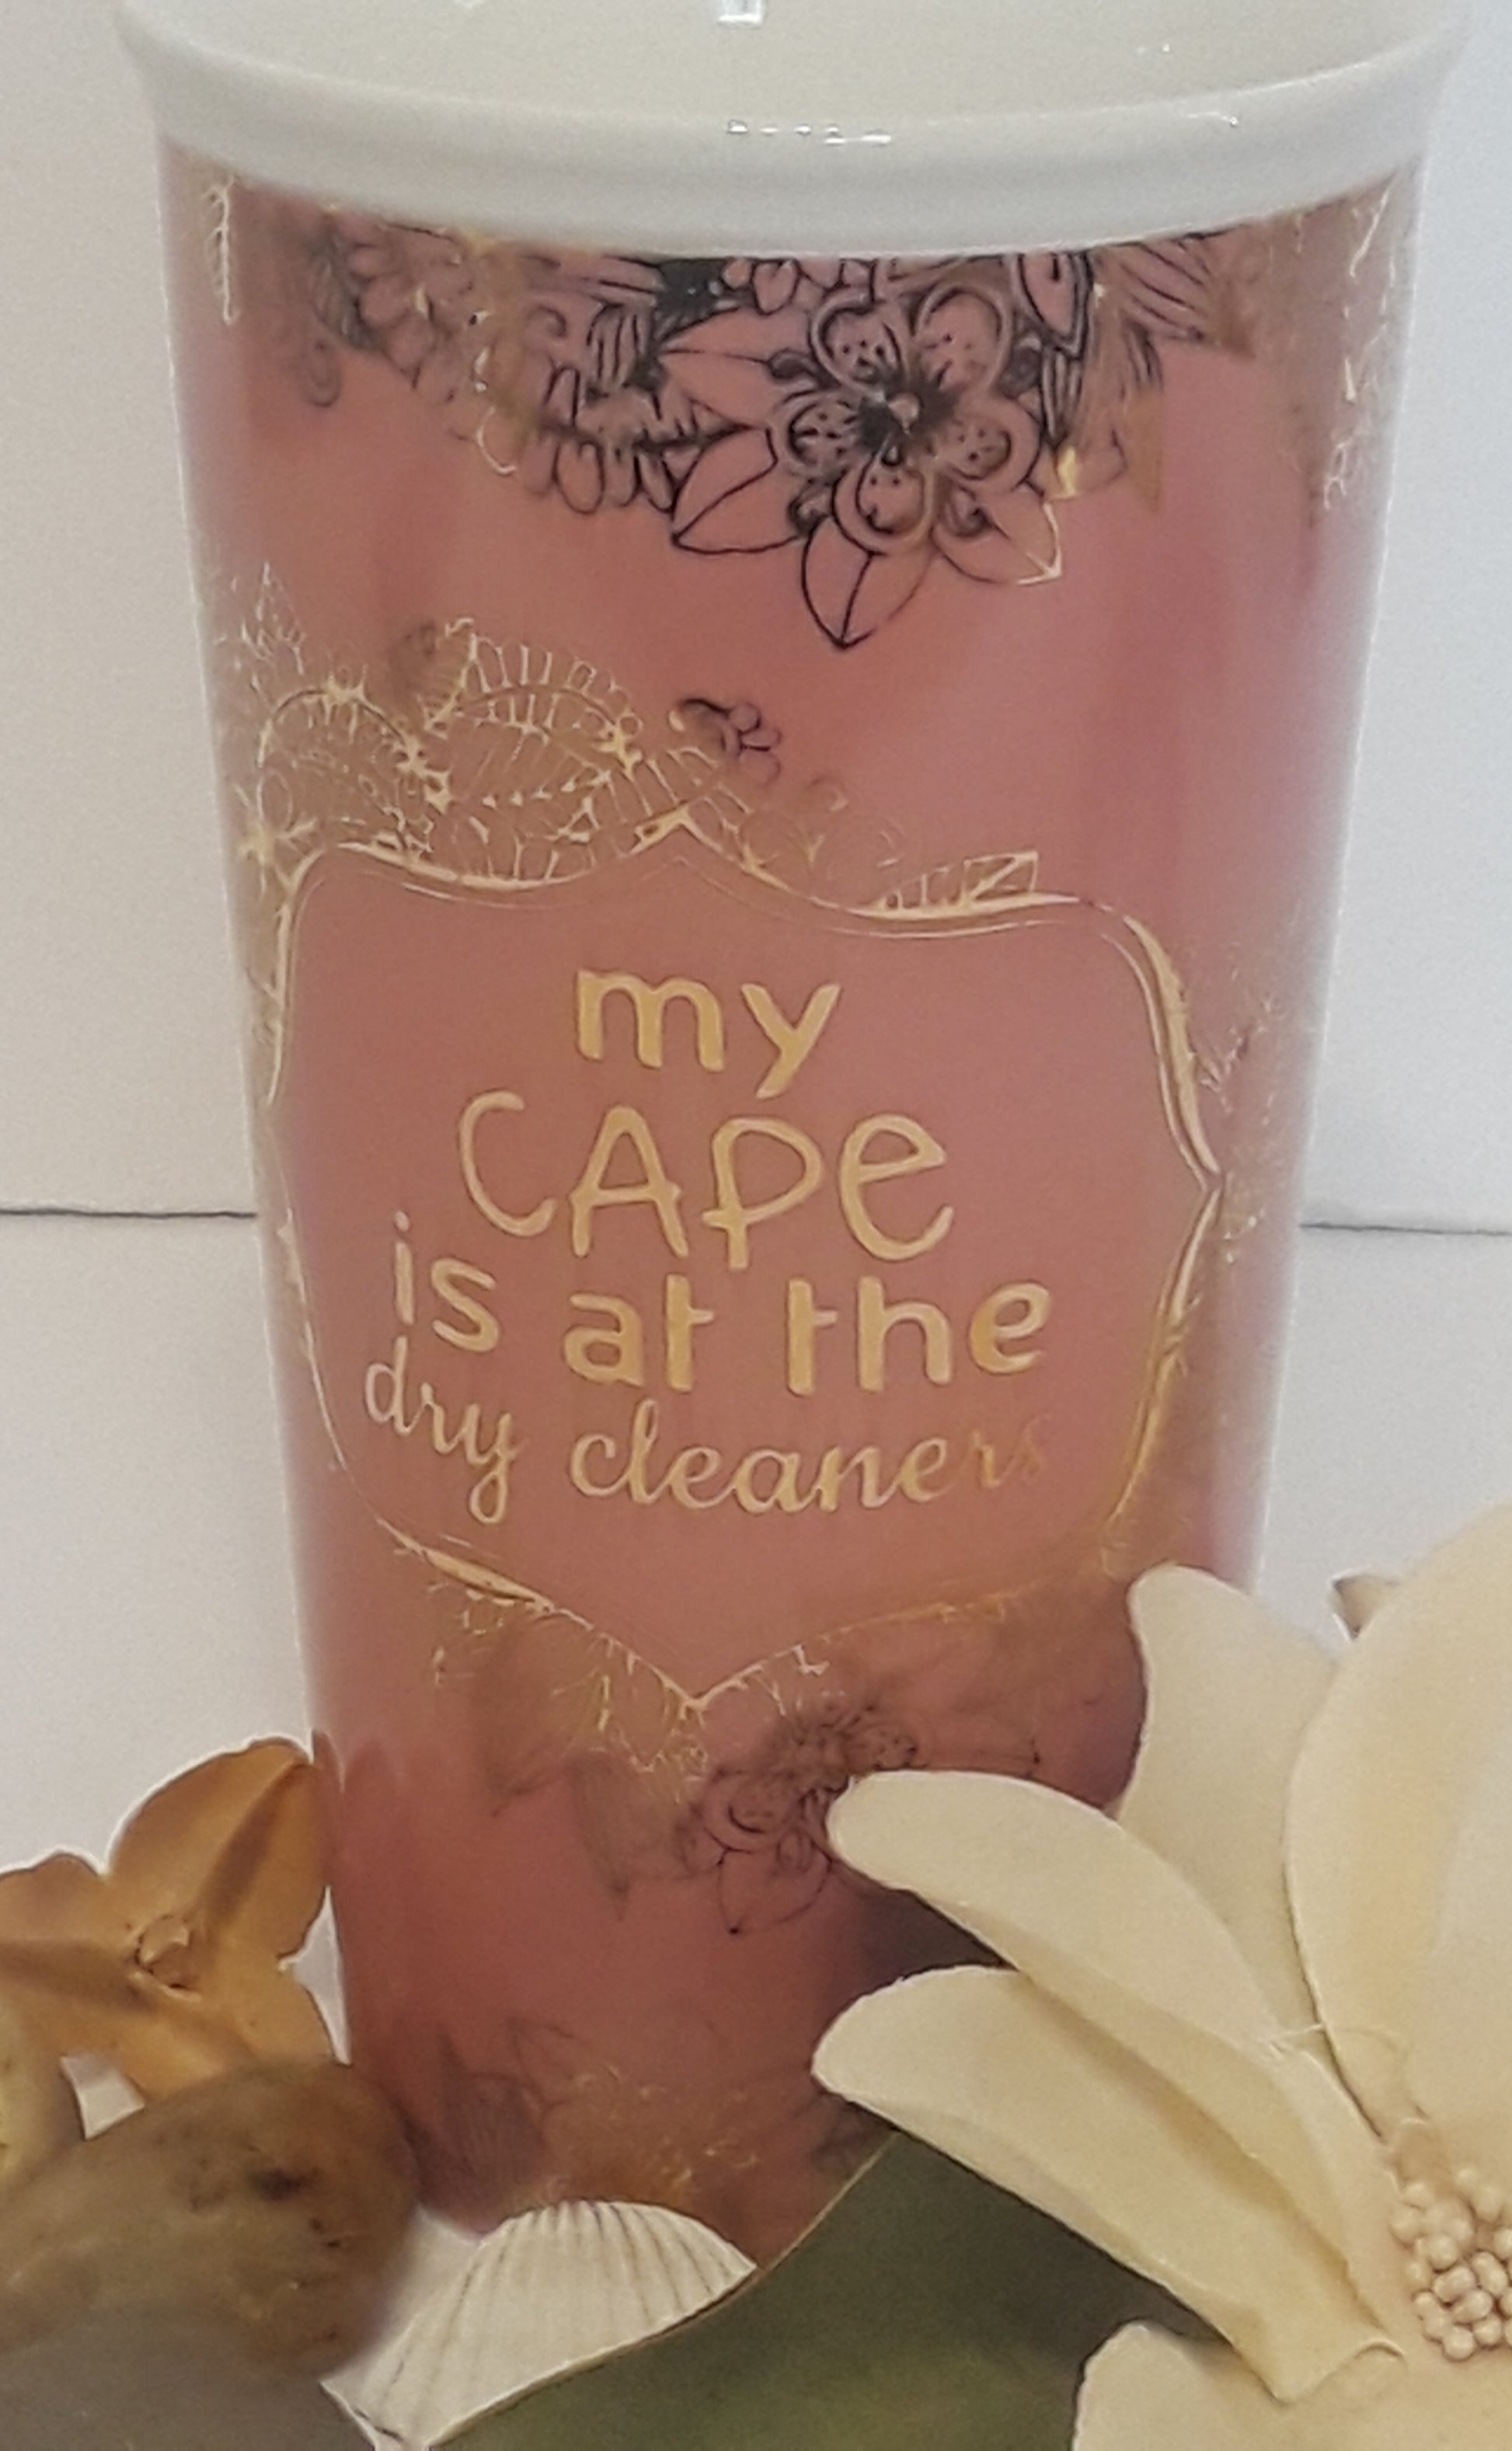 my
CAPe
is at the
dry cleaners